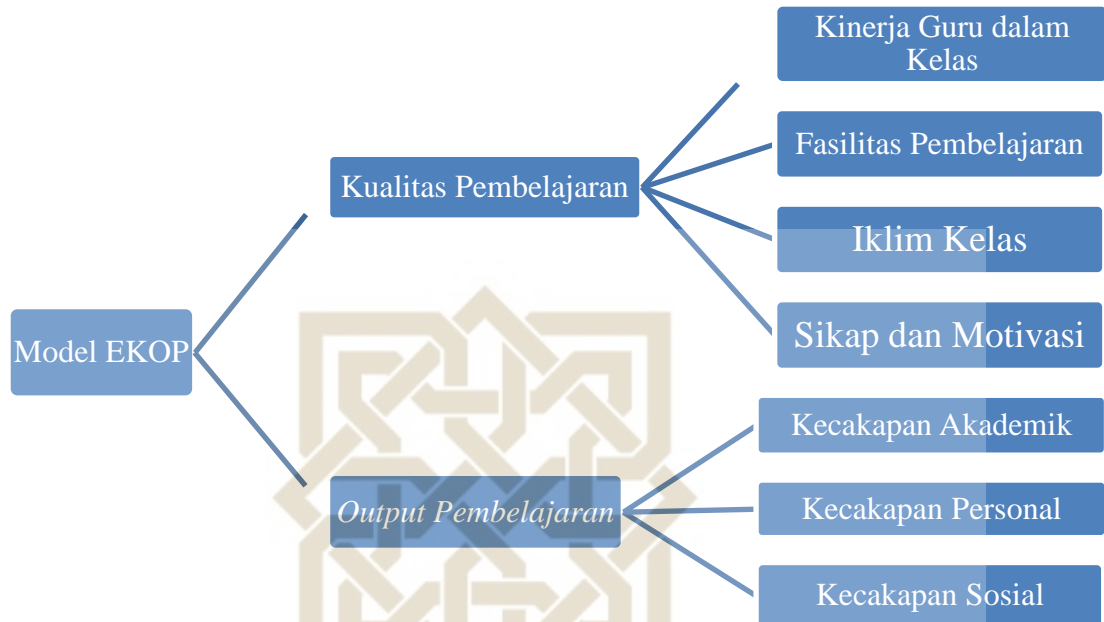 Model EKOP
Kualitas Pembelajaran
Kinerja Guru dalam
Kelas
Fasilitas Pembelajaran
Iklim Kelas
Sikap dan Motivasi
Output Pembelajaran
Kecakapan Akademik
Kecakapan Personal
Kecakapan Sosial